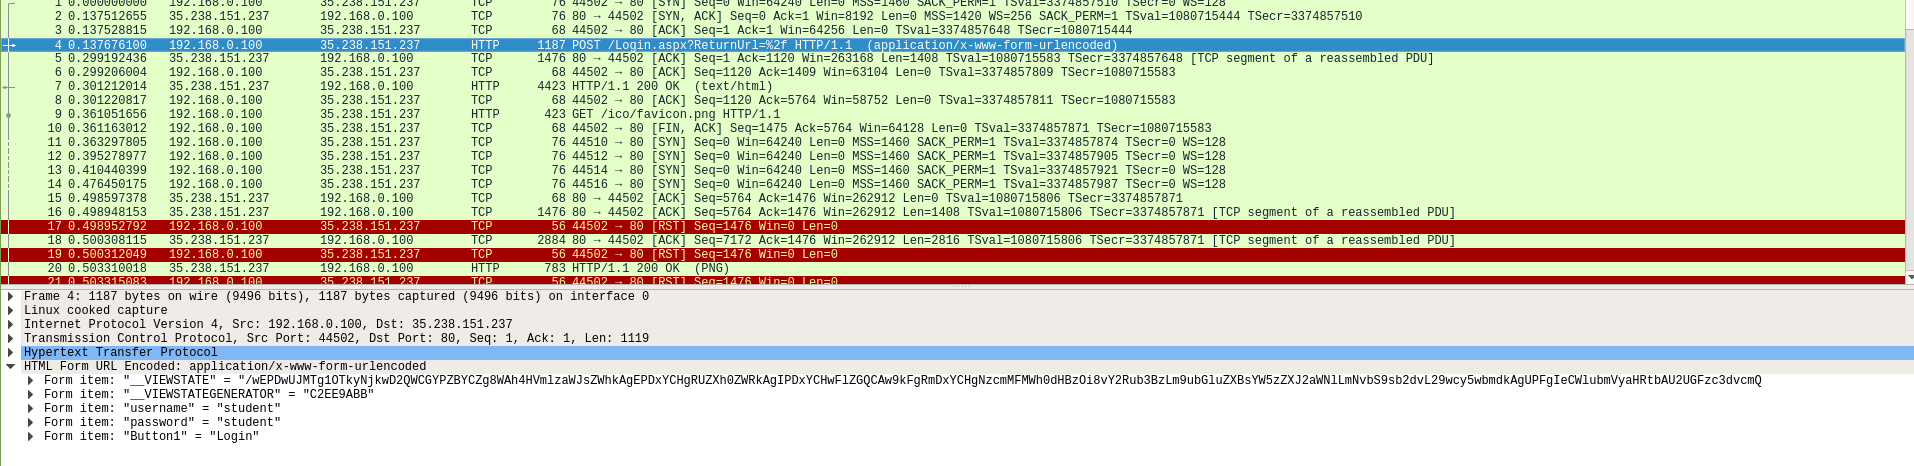 1 0.000000000 192.168.0.100 35.238.151.237 TCP 76 44502 → 80 [SYN] Seq=0 Win=64240 Len=0 MSS=1460 SACK_PERM=1 TSval=3374857510 TSecr=0 WS=128
2 0.137512655 35.238.151.237 192.168.0.100 TCP 76 80 → 44502 [SYN, ACK] Seq=0 Ack=1 Win=8192 Len=0 MSS=1420 WS=256 SACK_PERM=1 TSval=1080715444 TSecr=3374857510
3 0.137528815 192.168.0.100 35.238.151.237 TCP 68 44502 → 80 [ACK] Seq=1 Ack=1 Win=64256 Len=0 TSval=3374857648 TSecr=1080715444
4 0.137676100 192.168.0.100 35.238.151.237 HTTP 1187 POST /Login.aspx?ReturnUrl=%2f HTTP/1.1 (application/x-www-form-urlencoded)
5 0.299192436 35.238.151.237 192.168.0.100 TCP 1476 80 → 44502 [ACK] Seq=1 Ack=1120 Win=263168 Len=1408 TSval=1080715583 TSecr=3374857648 [TCP segment of a reassembled PDU]
6 0.299206004 192.168.0.100 35.238.151.237 TCP 68 44502 → 80 [ACK] Seq=1120 Ack=1409 Win=63104 Len=0 TSval=3374857809 TSecr=1080715583
7 0.301212014 35.238.151.237 192.168.0.100 HTTP 4423 HTTP/1.1 200 OK (text/html)
8 0.301220817 192.168.0.100 35.238.151.237 TCP 68 44502 → 80 [ACK] Seq=1120 Ack=5764 Win=58752 Len=0 TSval=3374857811 TSecr=1080715583
9 0.361051656 192.168.0.100 35.238.151.237 HTTP 423 GET /ico/favicon.png HTTP/1.1
10 0.361163012 192.168.0.100 35.238.151.237 TCP 68 44502 → 80 [FIN, ACK] Seq=1475 Ack=5764 Win=64128 Len=0 TSval=3374857871 TSecr=1080715583
11 0.363297805 192.168.0.100 35.238.151.237 TCP 76 44510 → 80 [SYN] Seq=0 Win=64240 Len=0 MSS=1460 SACK_PERM=1 TSval=3374857874 TSecr=0 WS=128
12 0.395278977 192.168.0.100 35.238.151.237 TCP 76 44512 → 80 [SYN] Seq=0 Win=64240 Len=0 MSS=1460 SACK_PERM=1 TSval=3374857905 TSecr=0 WS=128
13 0.410440399 192.168.0.100 35.238.151.237 TCP 76 44514 → 80 [SYN] Seq=0 Win=64240 Len=0 MSS=1460 SACK_PERM=1 TSval=3374857921 TSecr=0 WS=128
14 0.476450175 192.168.0.100 35.238.151.237 TCP 76 44516 → 80 [SYN] Seq=0 Win=64240 Len=0 MSS=1460 SACK_PERM=1 TSval=3374857987 TSecr=0 WS=128
15 0.498597378 35.238.151.237 192.168.0.100 TCP 68 80 → 44502 [ACK] Seq=5764 Ack=1476 Win=262912 Len=0 TSval=1080715806 TSecr=3374857871
16 0.498948153 35.238.151.237 192.168.0.100 TCP 1476 80 → 44502 [ACK] Seq=5764 Ack=1476 Win=262912 Len=1408 TSval=1080715806 TSecr=3374857871 [TCP segment of a reassembled PDU]
17 0.498952792 192.168.0.100 35.238.151.237 TCP 56 44502 → 80 [RST] Seq=1476 Win=0 Len=0
18 0.500308115 35.238.151.237 192.168.0.100 TCP 2884 80 → 44502 [ACK] Seq=7172 Ack=1476 Win=262912 Len=2816 TSval=1080715806 TSecr=3374857871 [TCP segment of a reassembled PDU]
19 0.500312049 192.168.0.100 35.238.151.237 TCP 56 44502 → 80 [RST] Seq=1476 Win=0 Len=0
20 0.503310018 35.238.151.237 192.168.0.100 HTTP 783 HTTP/1.1 200 OK (PNG)
21 0.503315083 192.168.0.100 35.238.151.237 TCP 56 44502 → 80 [RST] Seq=1476 Win=0 Len=0
Frame 4: 1187 bytes on wire (9496 bits), 1187 bytes captured (9496 bits) on interface 0
Linux cooked capture
Internet Protocol Version 4, Src: 192.168.0.100, Dst: 35.238.151.237
Transmission Control Protocol, Src Port: 44502, Dst Port: 80, Seq: 1, Ack: 1, Len: 1119
Hypertext Transfer Protocol
HTML Form URL Encoded: application/x-www-form-urlencoded
Form item: "__VIEWSTATE" = "/wEPDwUJMTg1OTkyNjkwD2QWCGYPZBYCZg8WAh4HVmlzaWJsZWhkAgEPDxYCHgRUZXh0ZWRkAgIPDxYCHwFlZGQCAw9kFgRmDxYCHgNzcmMFMWh0dHBzOi8vY2Rub3BzLm9ubGluZXBsYW5zZXJ2aWNlLmNvbS9sb2dvL29wcy5wbmdkAgUPFgIeCWlubmVyaHRtbAU2UGFzc3dvcmQ
Form item: "__VIEWSTATEGENERATOR" = "C2EE9ABB"
Form item: "username" = "student"
Form item: "password" = "student"
Form item: "Button1" = "Login"